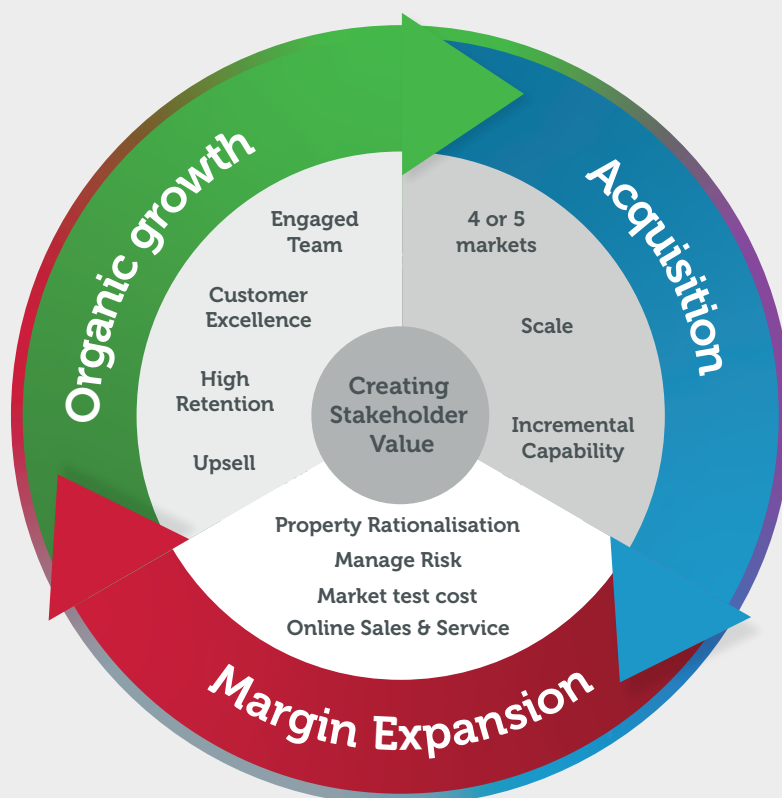 Organic growth
Engaged
Team
Customer
Excellence
High
Retention
Upsell
Acquisition
4 or 5
markets
Scale
Incremental
Capability
Creating
Stakeholder
Value
Property Rationalisation
Manage Risk
Market test cost
Online Sales & Service
Margin Expansion